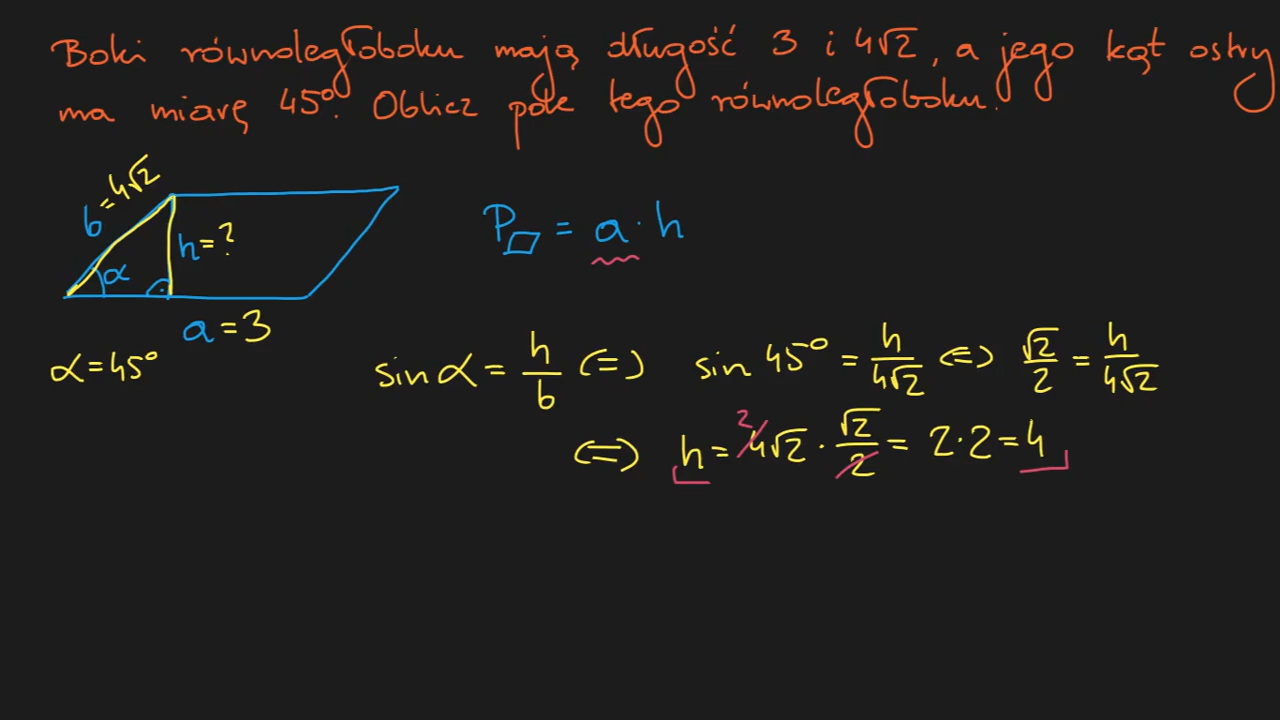 Boki równoległoboku mają długość 3 i 4√2, a jego kąt ostry
ma miarę 45°. Oblicz pole tego równoległoboku.
b = 4√2
h = ?
α
a = 3
α = 45°
P▱ = a · h
sin α = h/b <=> sin 45° = h/4√2 <=> √2/2 = h/4√2
<=> h = 4√2 · √2/2 = 2·2 = 4
2